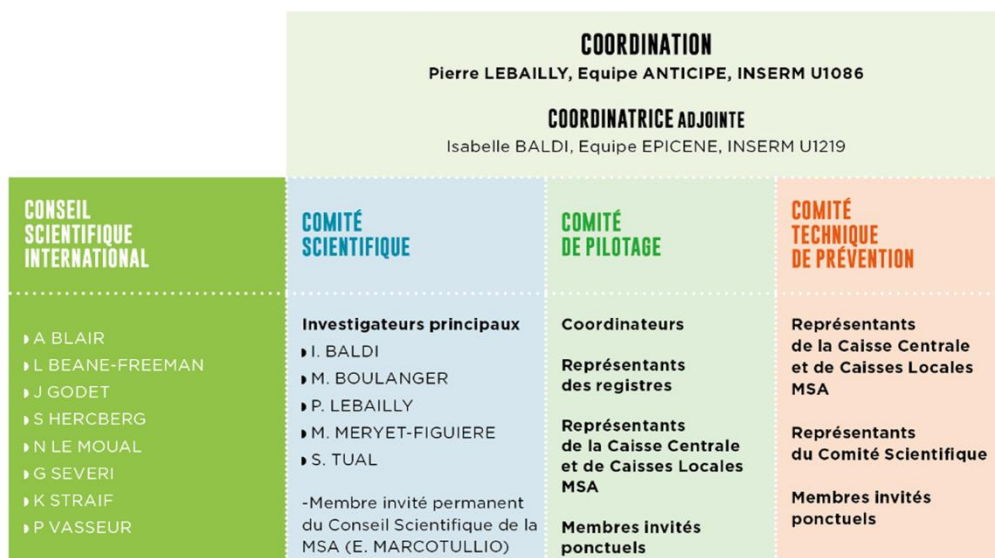 COORDINATION
Pierre LEBAILLY, Equipe ANTICIPE, INSERM U1086
COORDINATRICE ADJOINTE
Isabelle BALDI, Equipe EPICENE, INSERM U1219
CONSEIL
SCIENTIFIQUE
INTERNATIONAL
◗ A BLAIR
◗ L BEANE-FREEMAN
◗ J GODET
◗ S HERCBERG
◗ N LE MOUAL
◗ G SEVERI
◗ K STRAIF
◗ P VASSEUR
COMITÉ
SCIENTIFIQUE
Investigateurs principaux
◗ I. BALDI
◗ M. BOULANGER
◗ P. LEBAILLY
◗ M. MERYET-FIGUIERE
◗ S. TUAL
-Membre invité permanent
du Conseil Scientifique de la
MSA (E. MARCOTULLIO)
COMITÉ
DE PILOTAGE
Coordinateurs
Représentants
des registres
Représentants
de la Caisse Centrale
et de Caisses Locales
MSA
Membres invités
ponctuels
COMITÉ
TECHNIQUE
DE PRÉVENTION
Représentants
de la Caisse Centrale
et de Caisses Locales
MSA
Représentants
du Comité Scientifique
Membres invités
ponctuels